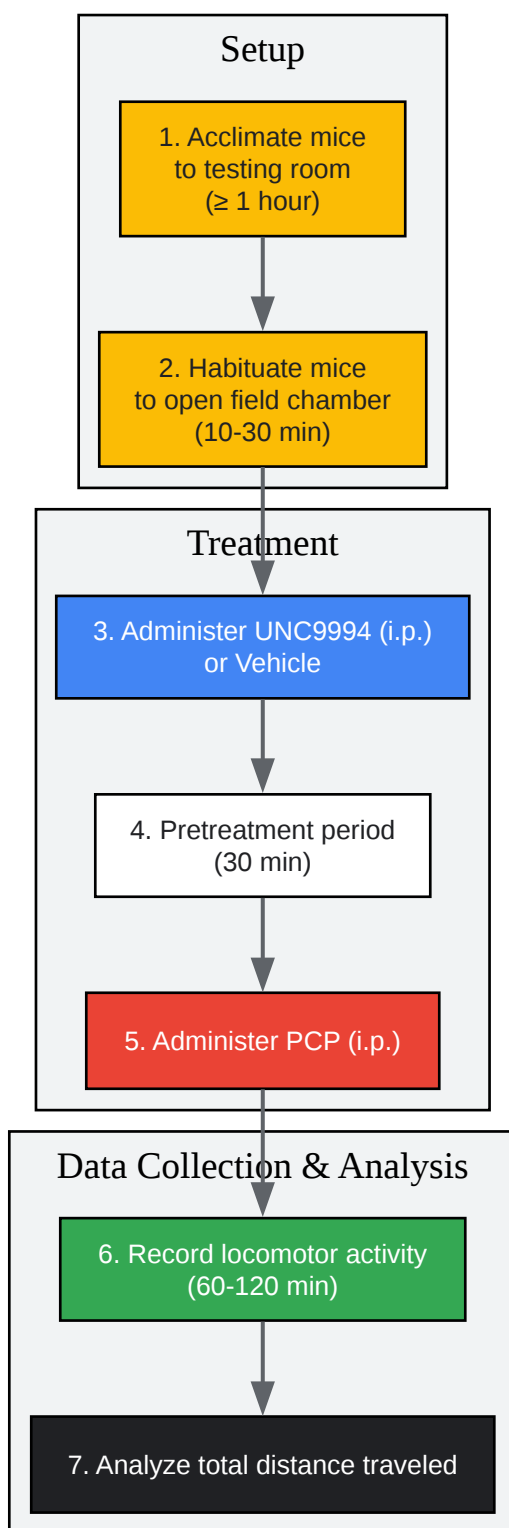 Setup
1. Acclimate mice
to testing room
(≥ 1 hour)
2. Habituate mice
to open field chamber
(10-30 min)
Treatment
3. Administer UNC9994 (i.p.)
or Vehicle
4. Pretreatment period
(30 min)
5. Administer PCP (i.p.)
Data Collection & Analysis
6. Record locomotor activity
(60-120 min)
7. Analyze total distance traveled